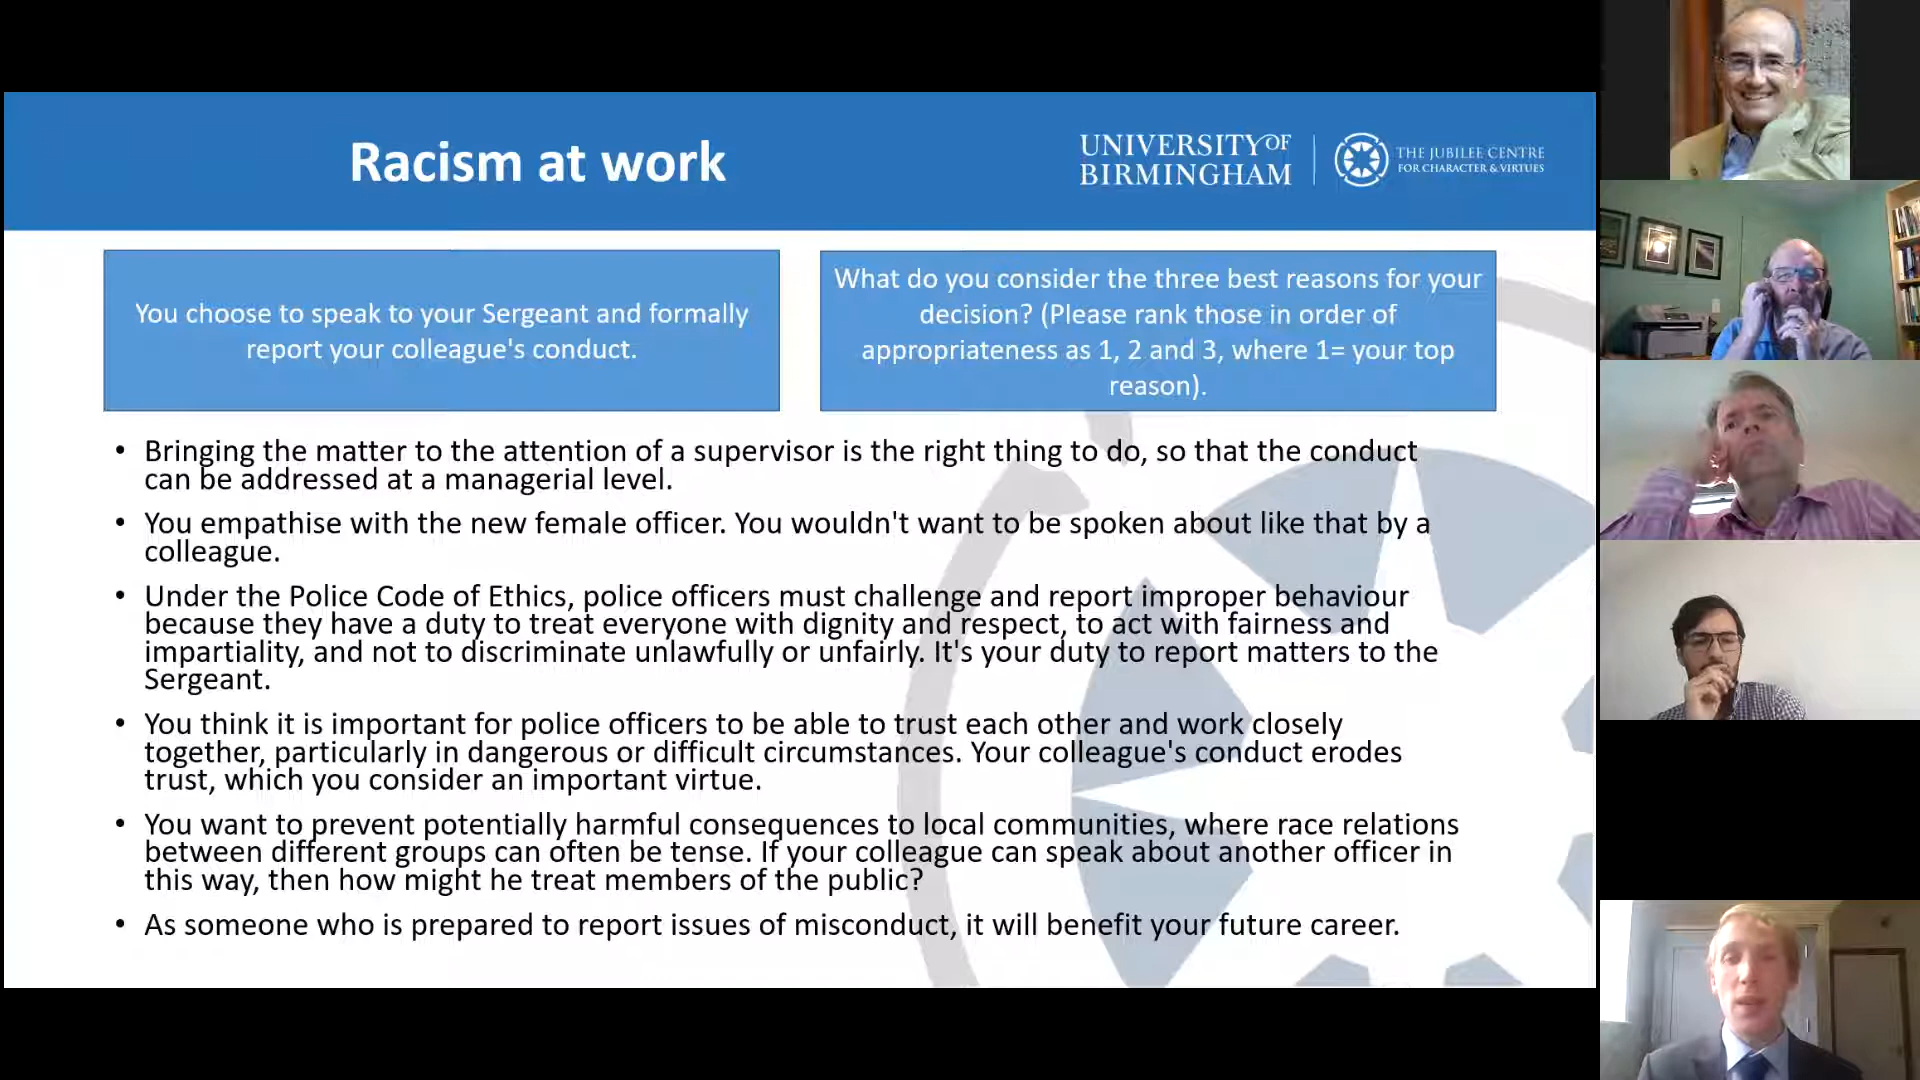 Racism at work
UNIVERSITY OF
BIRMINGHAM
THE JUBILEE CENTRE
FOR CHARACTER & VIRTUES
You choose to speak to your Sergeant and formally
report your colleague's conduct.
What do you consider the three best reasons for your
decision? (Please rank those in order of
appropriateness as 1, 2 and 3, where 1= your top
reason).
• Bringing the matter to the attention of a supervisor is the right thing to do, so that the conduct
can be addressed at a managerial level.
• You empathise with the new female officer. You wouldn't want to be spoken about like that by a
colleague.
• Under the Police Code of Ethics, police officers must challenge and report improper behaviour
because they have a duty to treat everyone with dignity and respect, to act with fairness and
impartiality, and not to discriminate unlawfully or unfairly. It's your duty to report matters to the
Sergeant.
• You think it is important for police officers to be able to trust each other and work closely
together, particularly in dangerous or difficult circumstances. Your colleague's conduct erodes
trust, which you consider an important virtue.
• You want to prevent potentially harmful consequences to local communities, where race relations
between different groups can often be tense. If your colleague can speak about another officer in
this way, then how might he treat members of the public?
• As someone who is prepared to report issues of misconduct, it will benefit your future career.